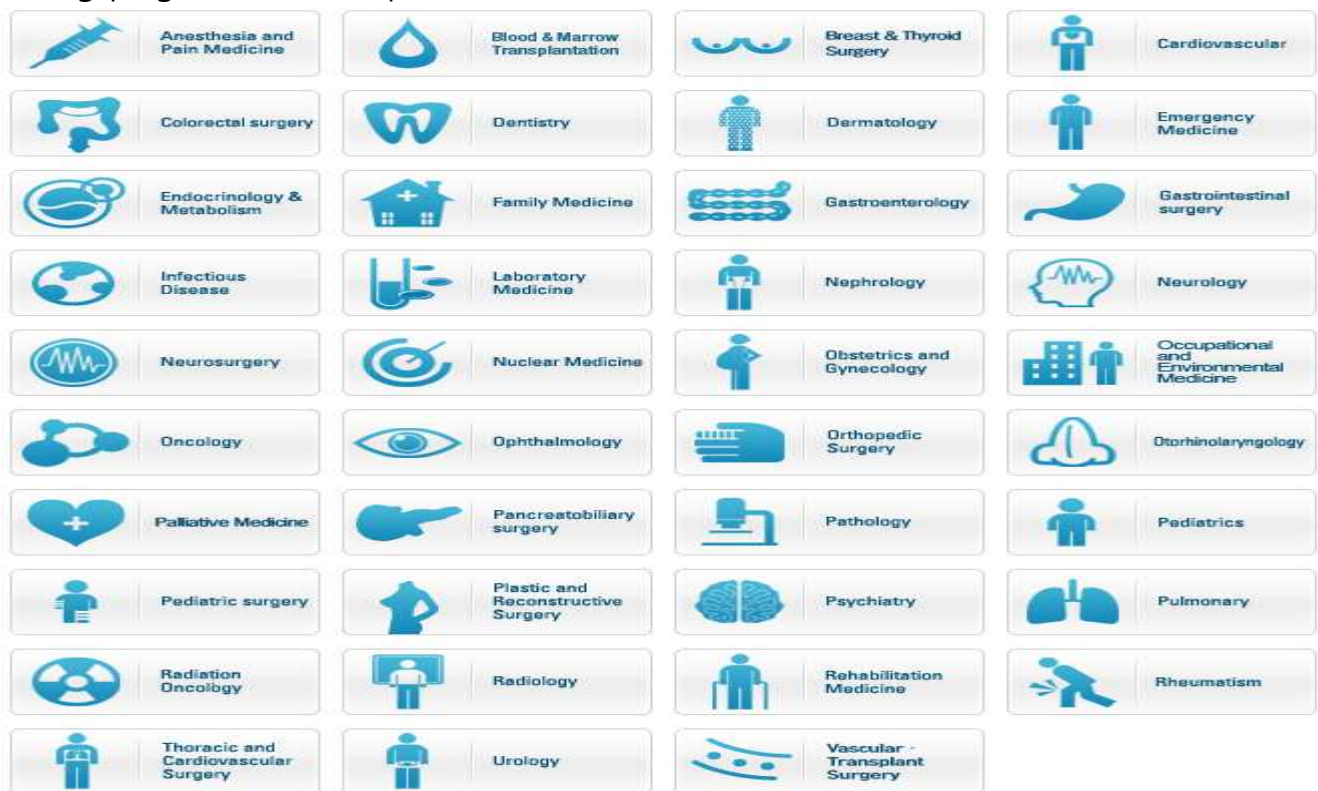 Anesthesia and
Pain Medicine
Blood & Marrow
Transplantation
Breast & Thyroid
Surgery
Cardiovascular
Colorectal surgery
Dentistry
Dermatology
Emergency
Medicine
Endocrinology &
Metabolism
Family Medicine
Gastroenterology
Gastrointestinal
surgery
Infectious
Disease
Laboratory
Medicine
Nephrology
Neurology
Neurosurgery
Nuclear Medicine
Obstetrics and
Gynecology
Occupational
and
Environmental
Medicine
Oncology
Ophthalmology
Orthopedic
Surgery
Otorhinolaryngology
Palliative Medicine
Pancreatobiliary
surgery
Pathology
Pediatrics
Pediatric surgery
Plastic and
Reconstructive
Surgery
Psychiatry
Pulmonary
Radiation
Oncology
Radiology
Rehabilitation
Medicine
Rheumatism
Thoracic and
Cardiovascular
Surgery
Urology
Vascular -
Transplant
Surgery